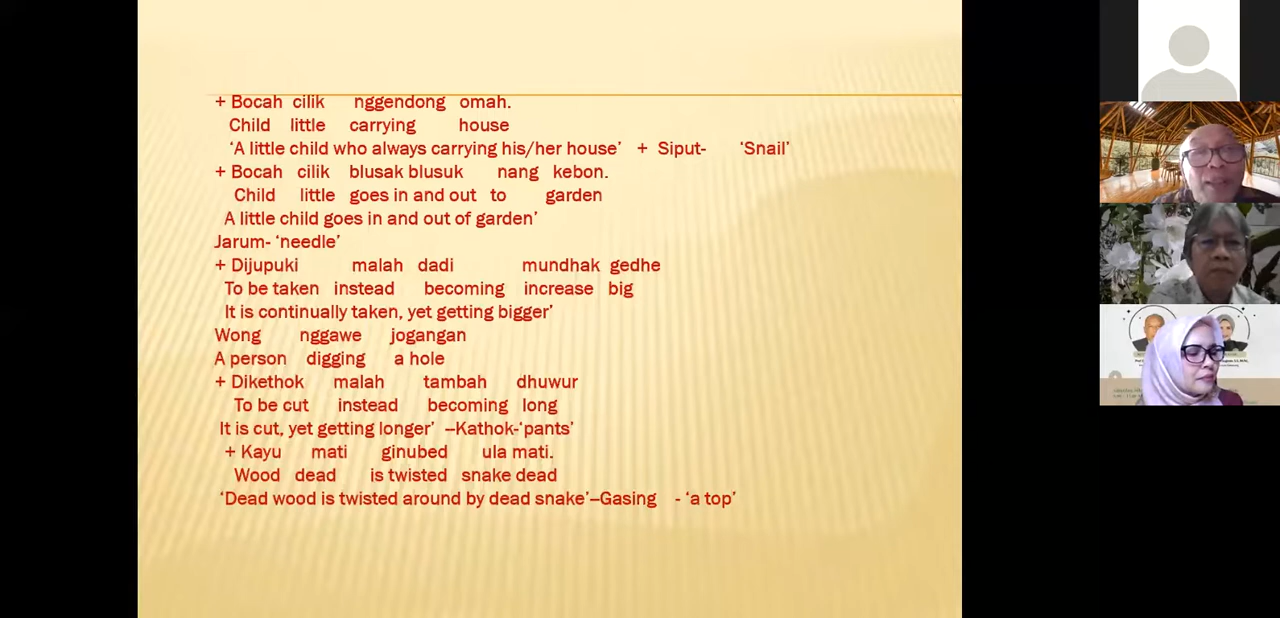 + Bocah cilik nggendong omah.
Child little carrying house
‘A little child who always carrying his/her house’ + Siput- ‘Snail’
+ Bocah cilik blusak blusuk nang kebon.
Child little goes in and out to garden
A little child goes in and out of garden’
Jarum- ‘needle’
+ Dijupuki malah dadi mundhak gedhe
To be taken instead becoming increase big
It is continually taken, yet getting bigger’
Wong nggawe jogangan
A person digging a hole
+ Dikethok malah tambah dhuwur
To be cut instead becoming long
It is cut, yet getting longer’ –Kathok-‘pants’
+ Kayu mati ginubed ula mati.
Wood dead is twisted snake dead
‘Dead wood is twisted around by dead snake’–Gasing - ‘a top’